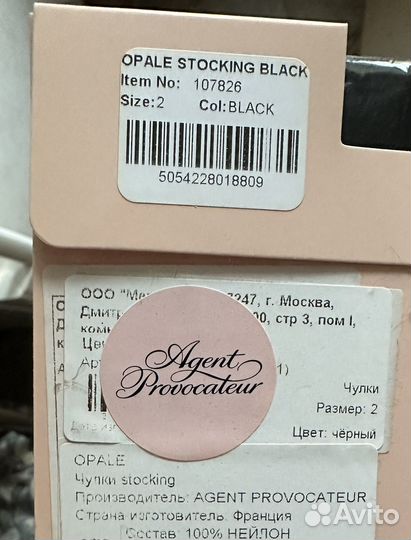 OPALE STOCKING BLACK
Item No: 107826
Size:2 Col:BLACK
5054228018809
ООО "Ме 7247, г. Москва,
Дмитр 00, стр 3, пом I,
Agent
Provocateur
1)
Чулки
Размер: 2
Цвет: чёрный
OPALE
Чулки stocking
Производитель: AGENT PROVOCATEUR
Страна изготовитель: Франция
Состав: 100% НЕЙЛОН
Avito